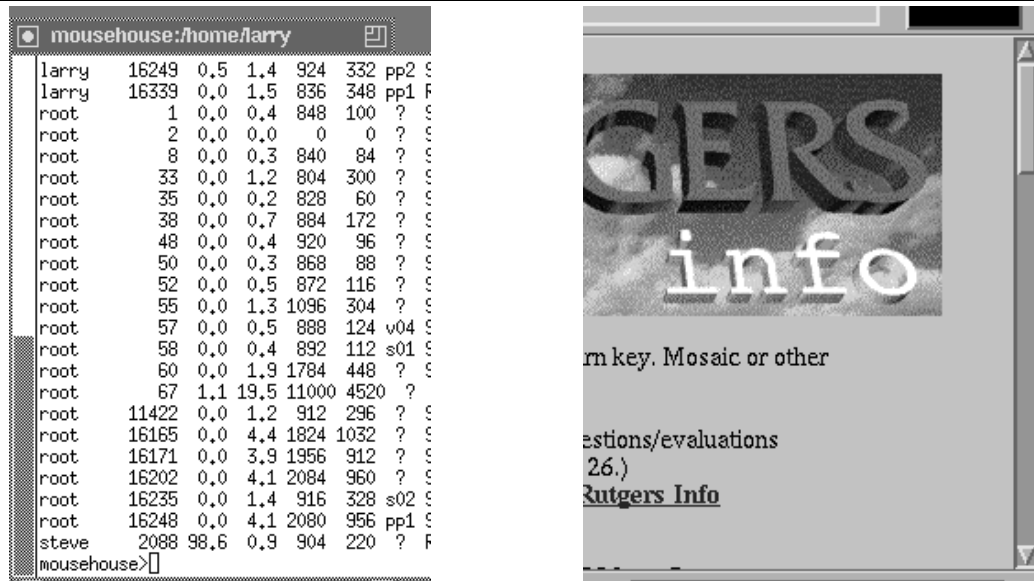 mousehouse:/home/larry
larry 16249 0.5 1.4 924 332 pp2 S
larry 16339 0.0 1.5 836 348 pp1 R
root 1 0.0 0.4 848 100 ? S
root 2 0.0 0.0 0 0 ? S
root 8 0.0 0.3 840 84 ? S
root 33 0.0 1.2 804 300 ? S
root 35 0.0 0.2 828 60 ? S
root 38 0.0 0.7 884 172 ? S
root 48 0.0 0.4 920 96 ? S
root 50 0.0 0.3 868 88 ? S
root 52 0.0 0.5 872 116 ? S
root 55 0.0 1.3 1096 304 ? S
root 57 0.0 0.5 888 124 v04 S
root 58 0.0 0.4 892 112 s01 S
root 60 0.0 1.9 1784 448 ? S
root 67 1.1 19.5 11000 4520 ?
root 11422 0.0 1.2 912 296 ? S
root 16165 0.0 4.4 1824 1032 ? S
root 16171 0.0 3.9 1956 912 ? S
root 16202 0.0 4.1 2084 960 ? S
root 16235 0.0 1.4 916 328 s02 S
root 16248 0.0 4.1 2080 956 pp1 S
steve 2088 98.6 0.9 904 220 ? R
mousehouse>
GERS
info
rn key. Mosaic or other
estions/evaluations
26.)
Rutgers Info